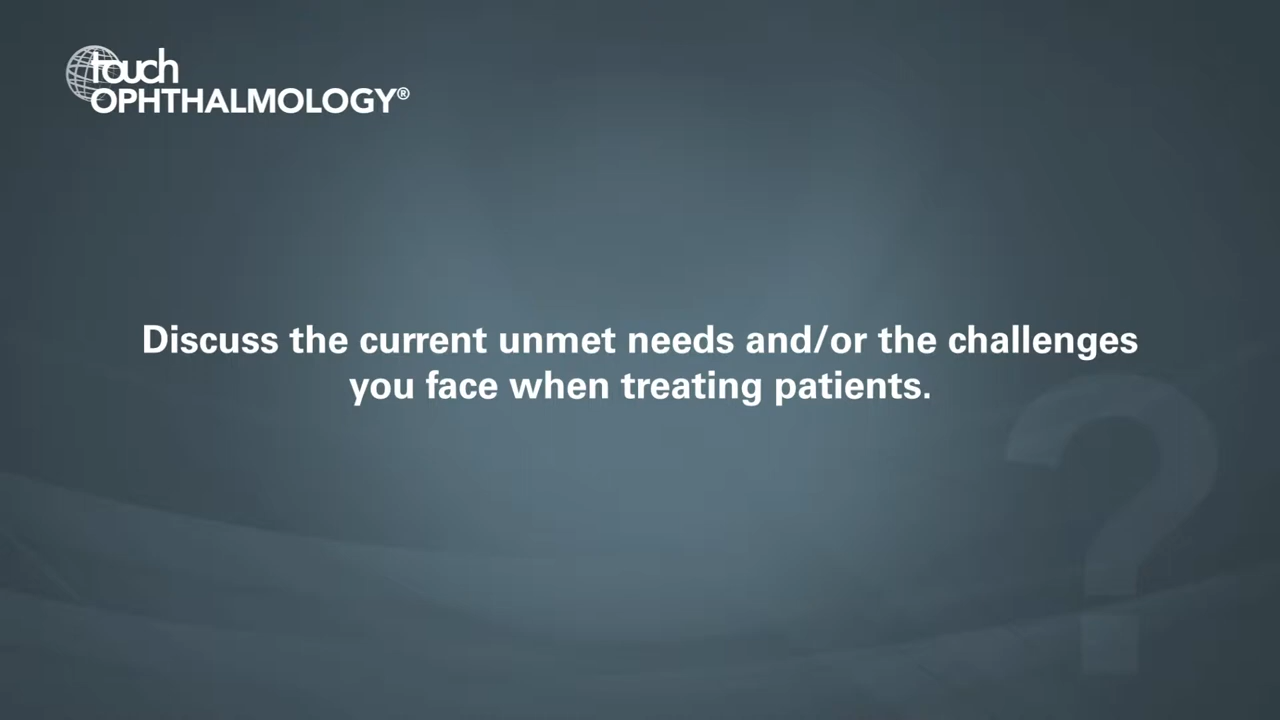 touch
OPHTHALMOLOGY®
Discuss the current unmet needs and/or the challenges
you face when treating patients.
?